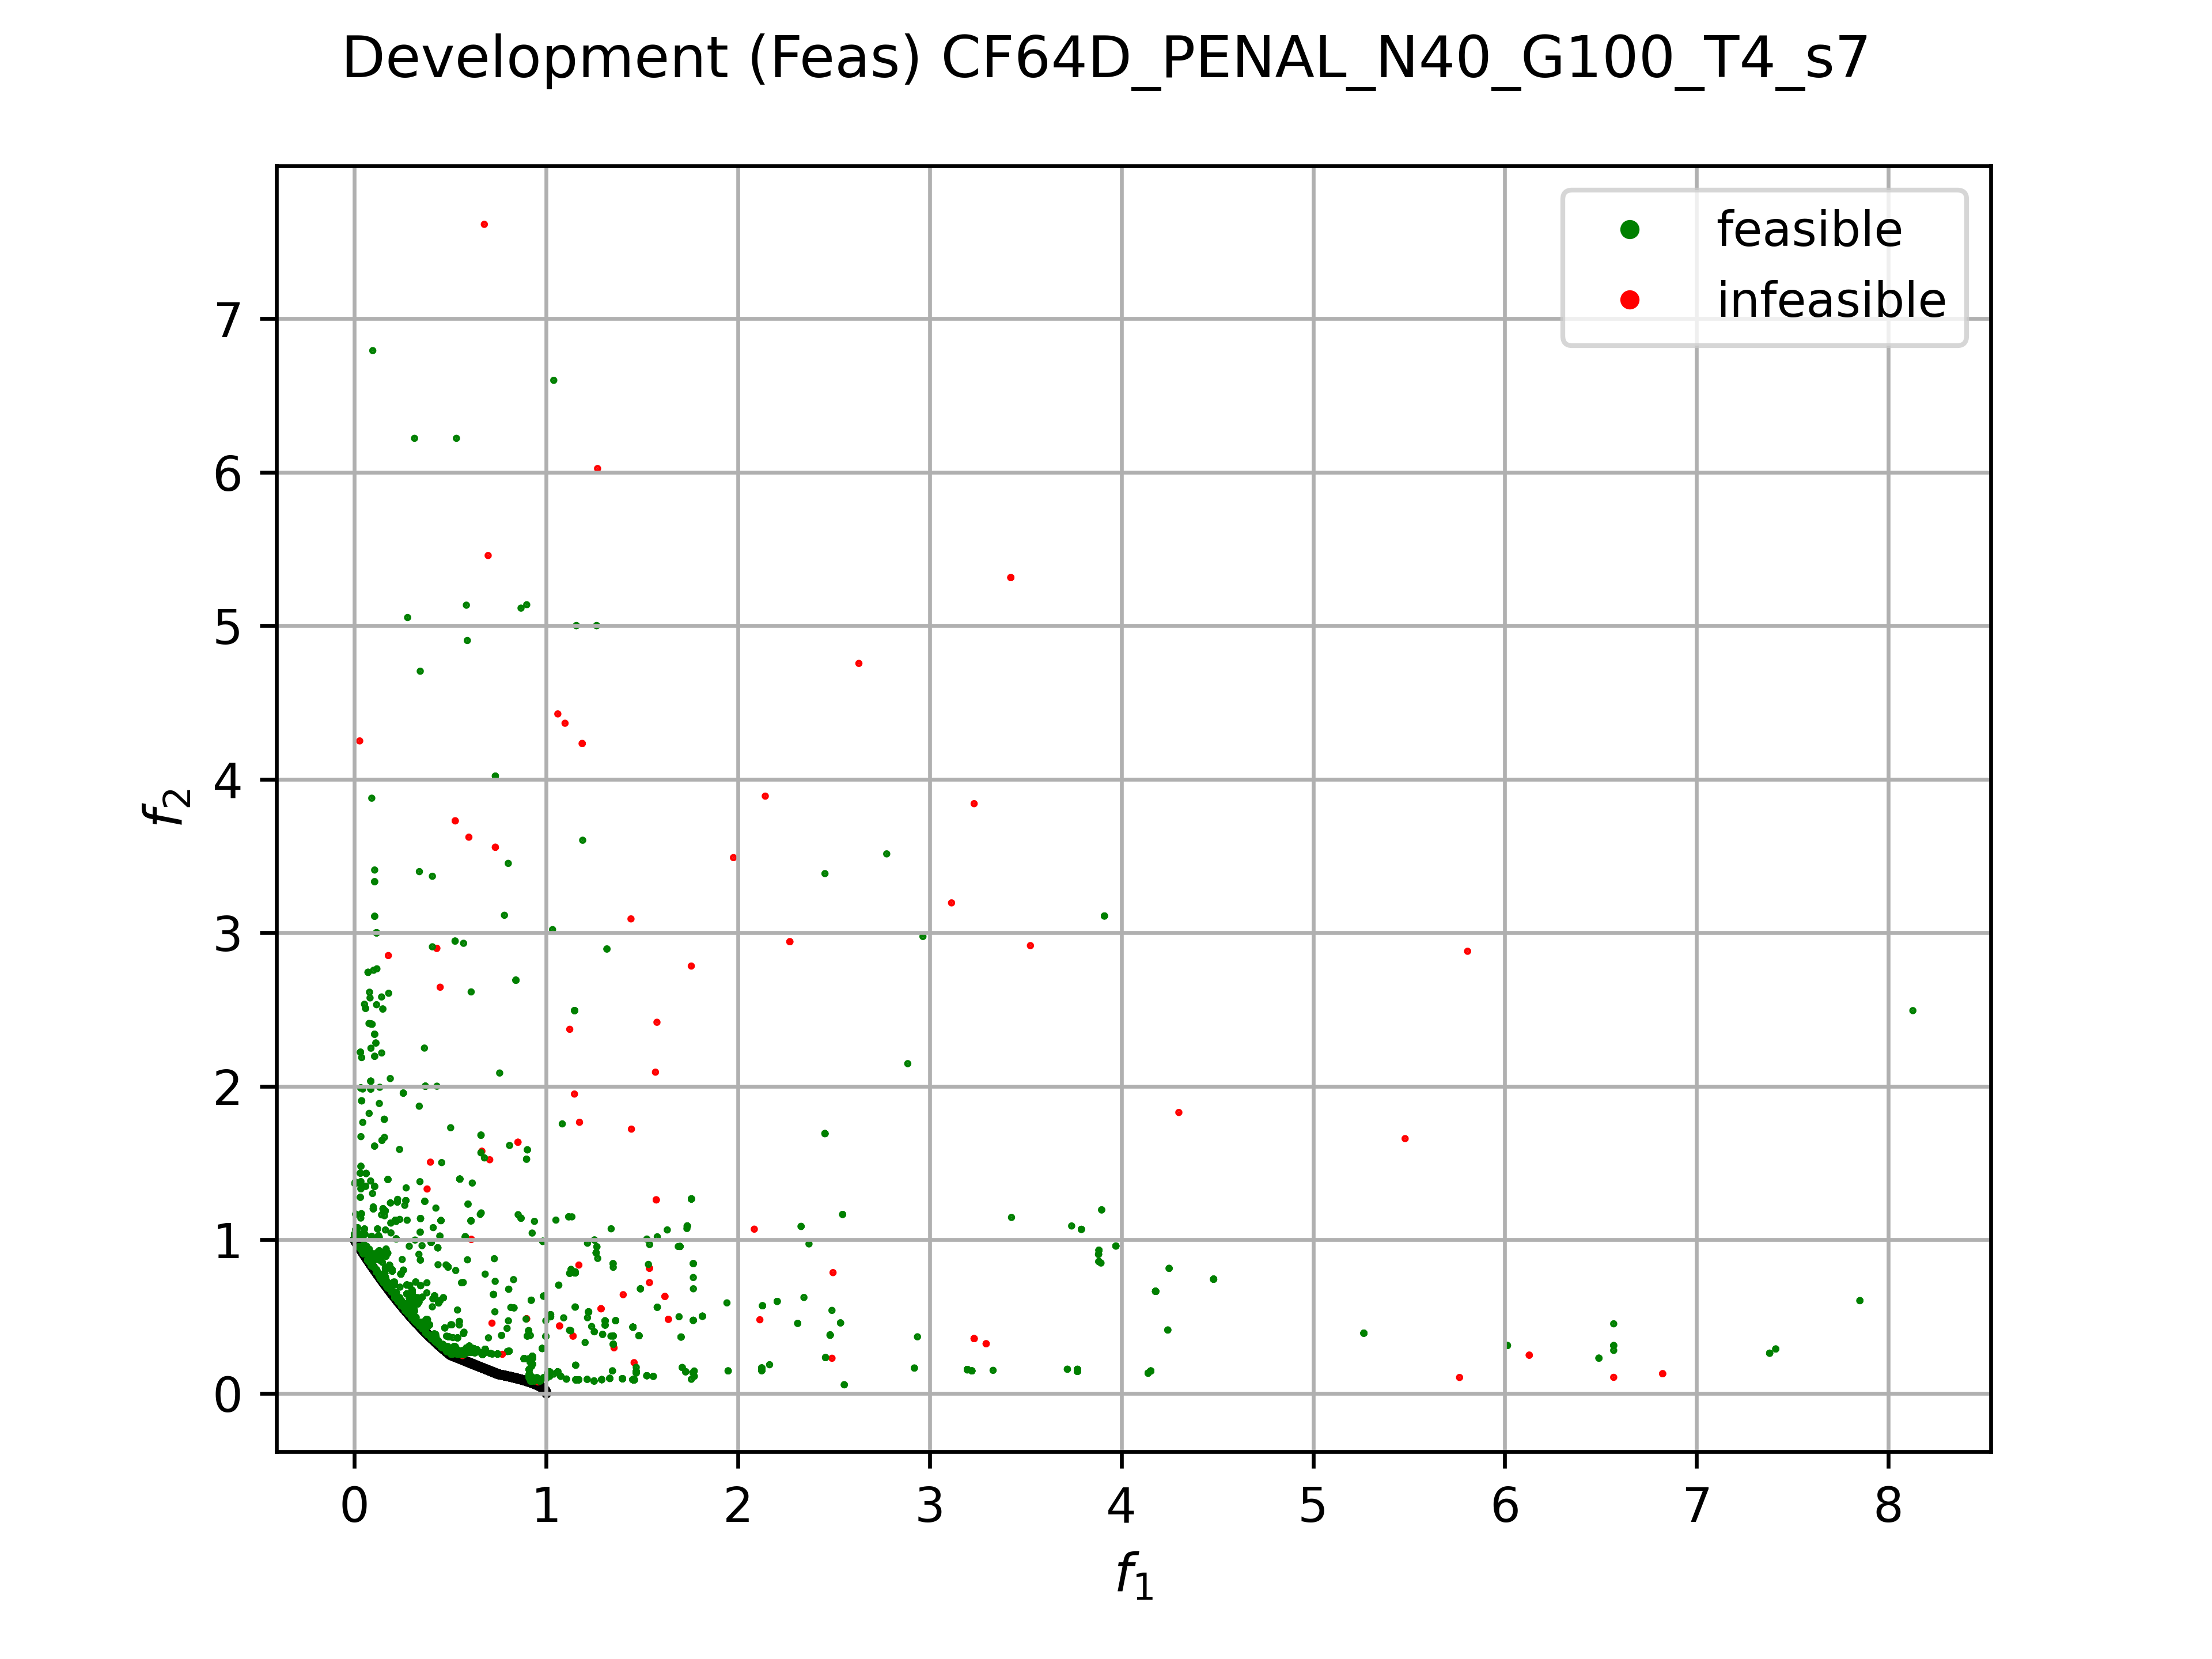 Development (Feas) CF64D_PENAL_N40_G100_T4_s7
feasible
infeasible
7
6
5
4
3
2
1
0
f2
0 1 2 3 4 5 6 7 8
f1